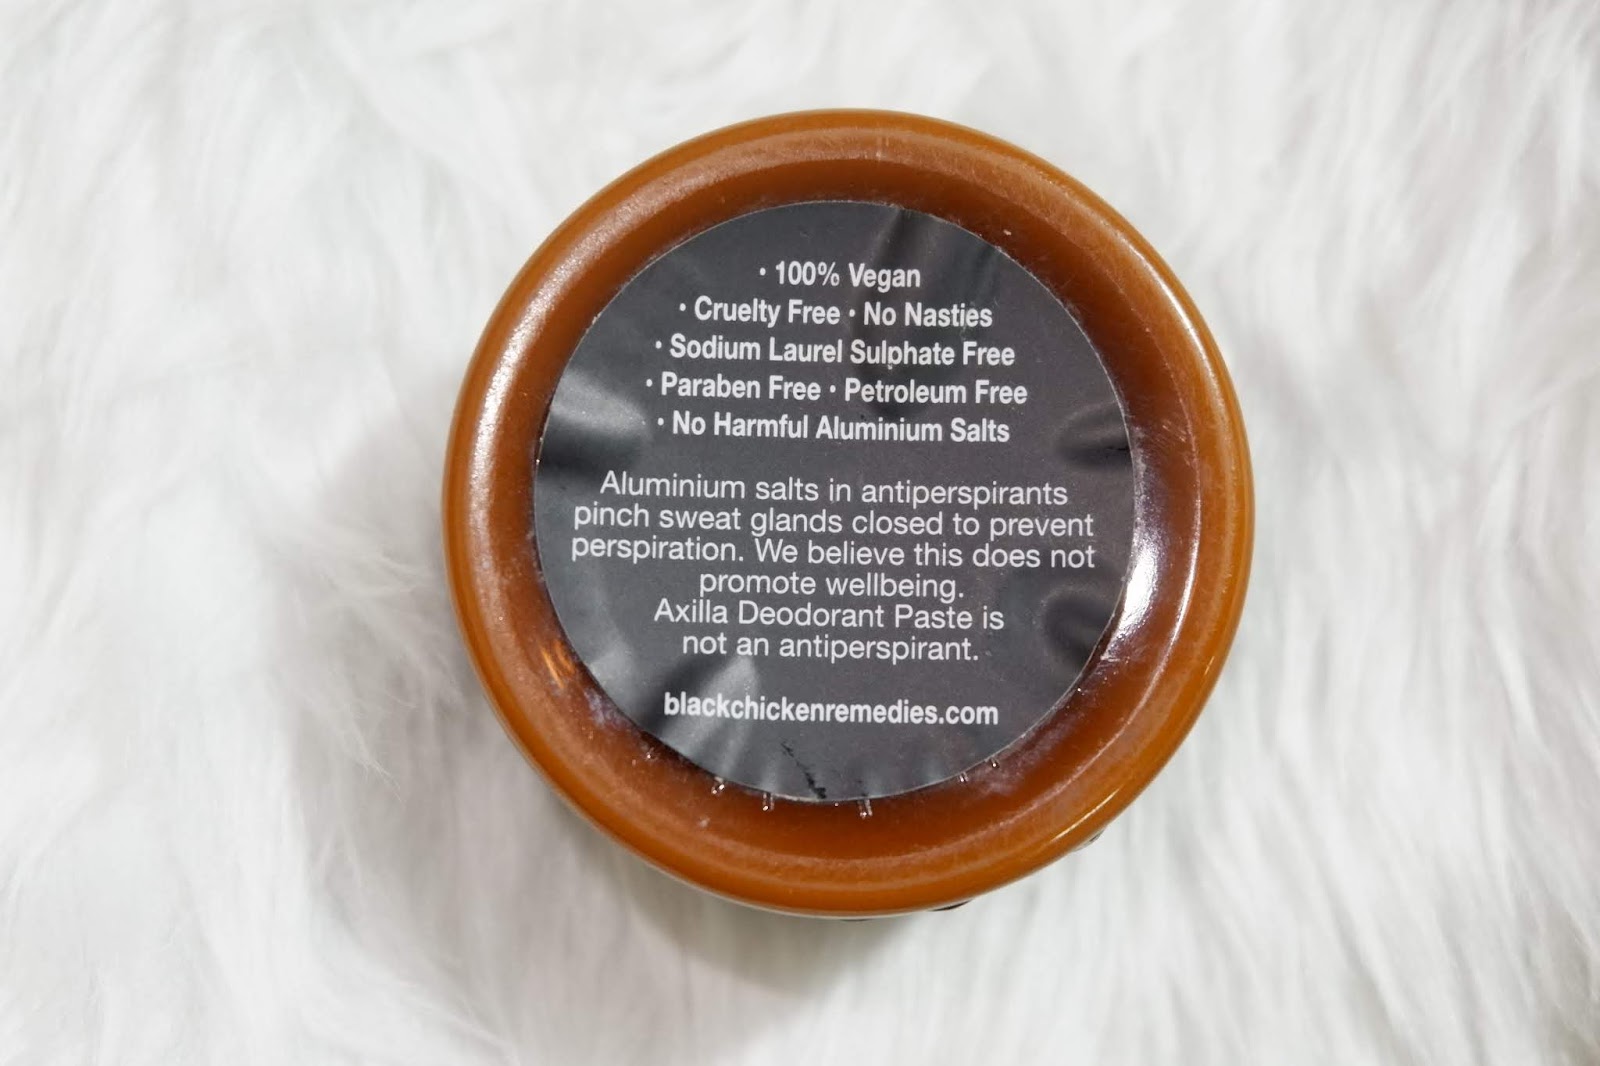 • 100% Vegan
• Cruelty Free • No Nasties
• Sodium Laurel Sulphate Free
• Paraben Free • Petroleum Free
• No Harmful Aluminium Salts
Aluminium salts in antiperspirants
pinch sweat glands closed to prevent
perspiration. We believe this does not
promote wellbeing.
Axilla Deodorant Paste is
not an antiperspirant.
blackchickenremedies.com